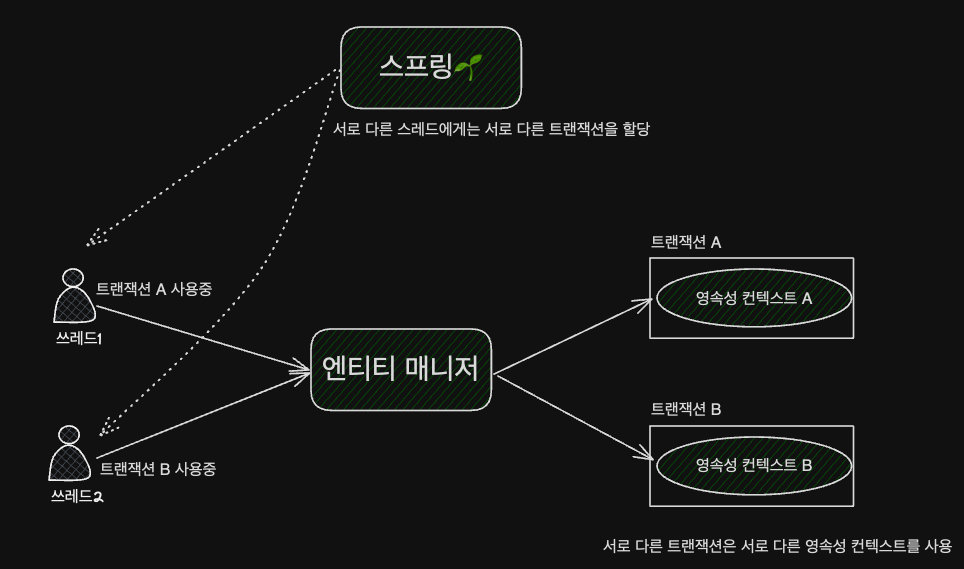 스프링🌱
서로 다른 스레드에게는 서로 다른 트랜잭션을 할당
트랜잭션 A
영속성 컨텍스트 A
트랜잭션 A 사용중
쓰레드1
엔티티 매니저
트랜잭션 B
영속성 컨텍스트 B
트랜잭션 B 사용중
쓰레드2
서로 다른 트랜잭션은 서로 다른 영속성 컨텍스트를 사용